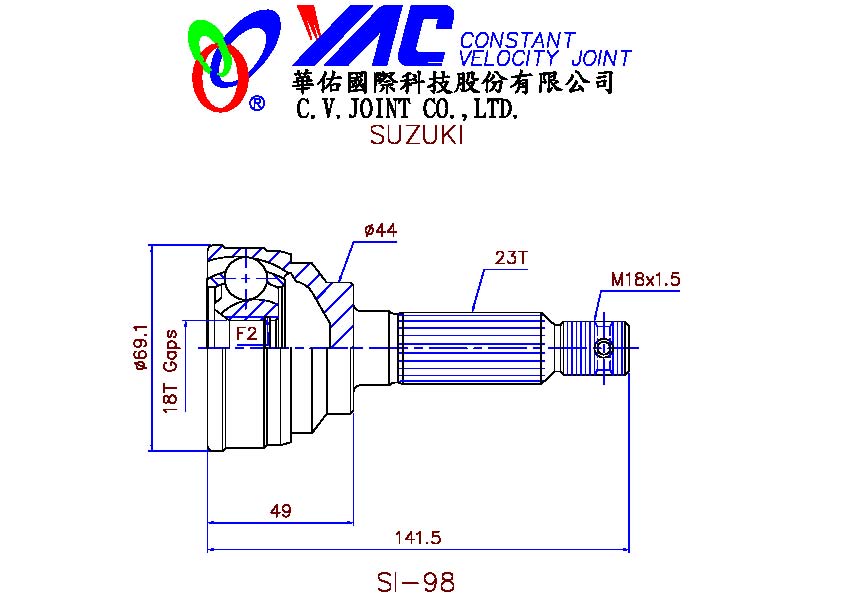 YAC CONSTANT
VELOCITY JOINT
®
華佑國際科技股份有限公司
C.V.JOINT CO.,LTD.
SUZUKI
ø44
23T
M18x1.5
ø69.1
18T Gaps
F2
49
141.5
SI-98